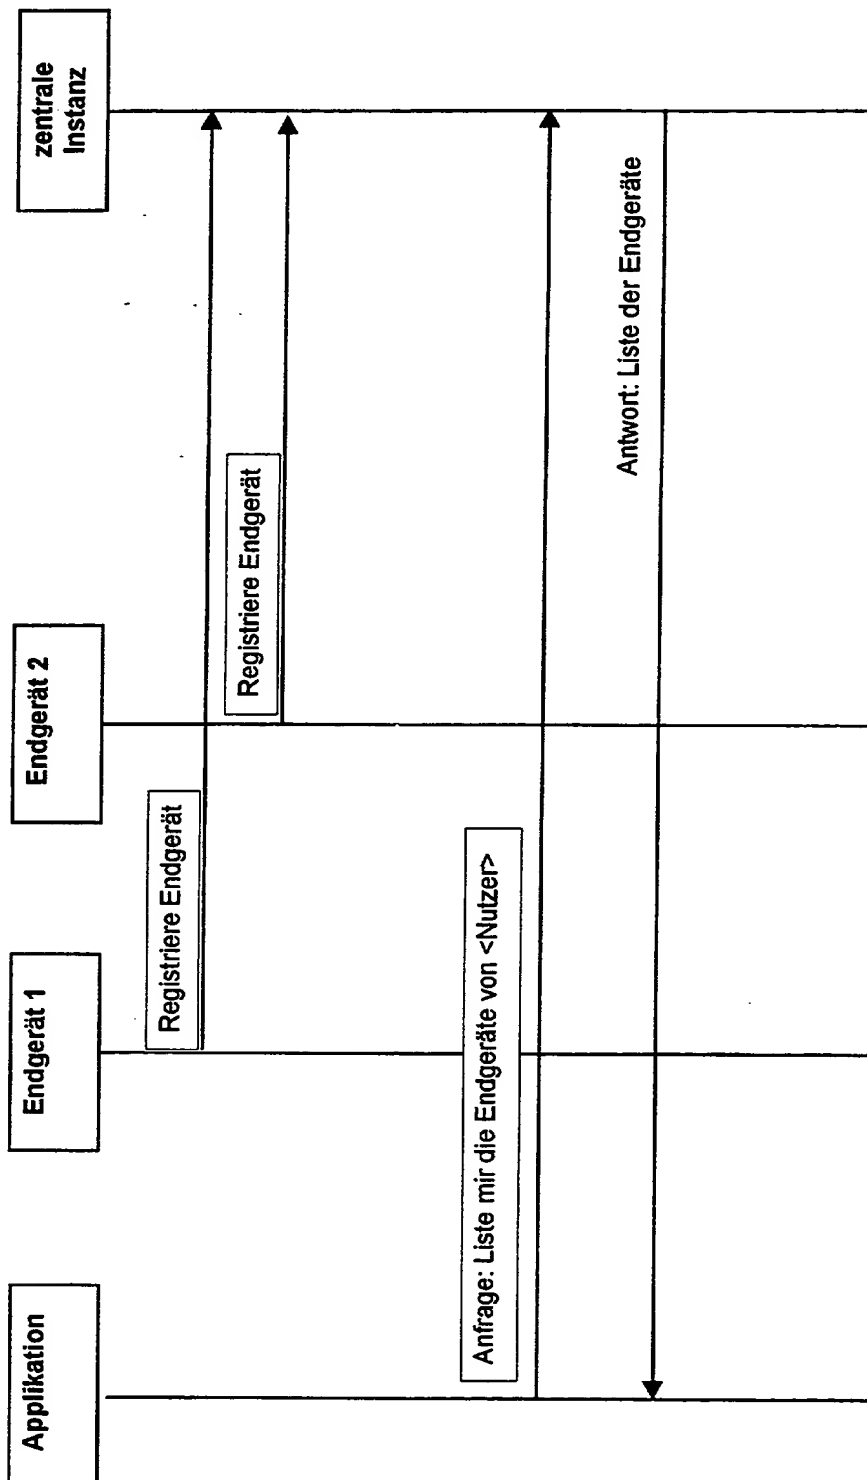 Applikation
Endgerät 1
Endgerät 2
zentrale
Instanz
Registriere Endgerät
Registriere Endgerät
Anfrage: Liste mir die Endgeräte von <Nutzer>
Antwort: Liste der Endgeräte